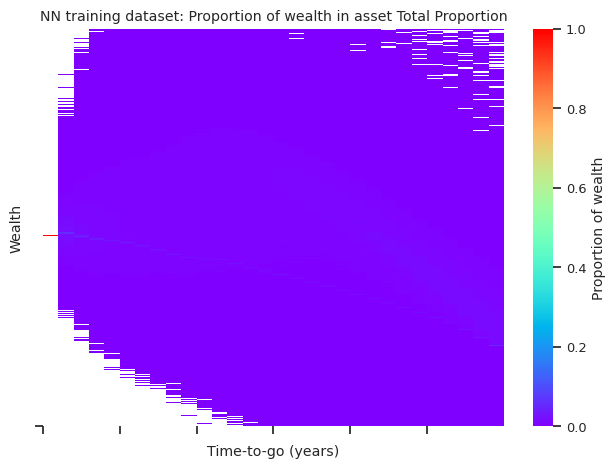 NN training dataset: Proportion of wealth in asset Total Proportion
1.0
0.8
0.6
0.4
0.2
0.0
Proportion of wealth
Wealth
Time-to-go (years)